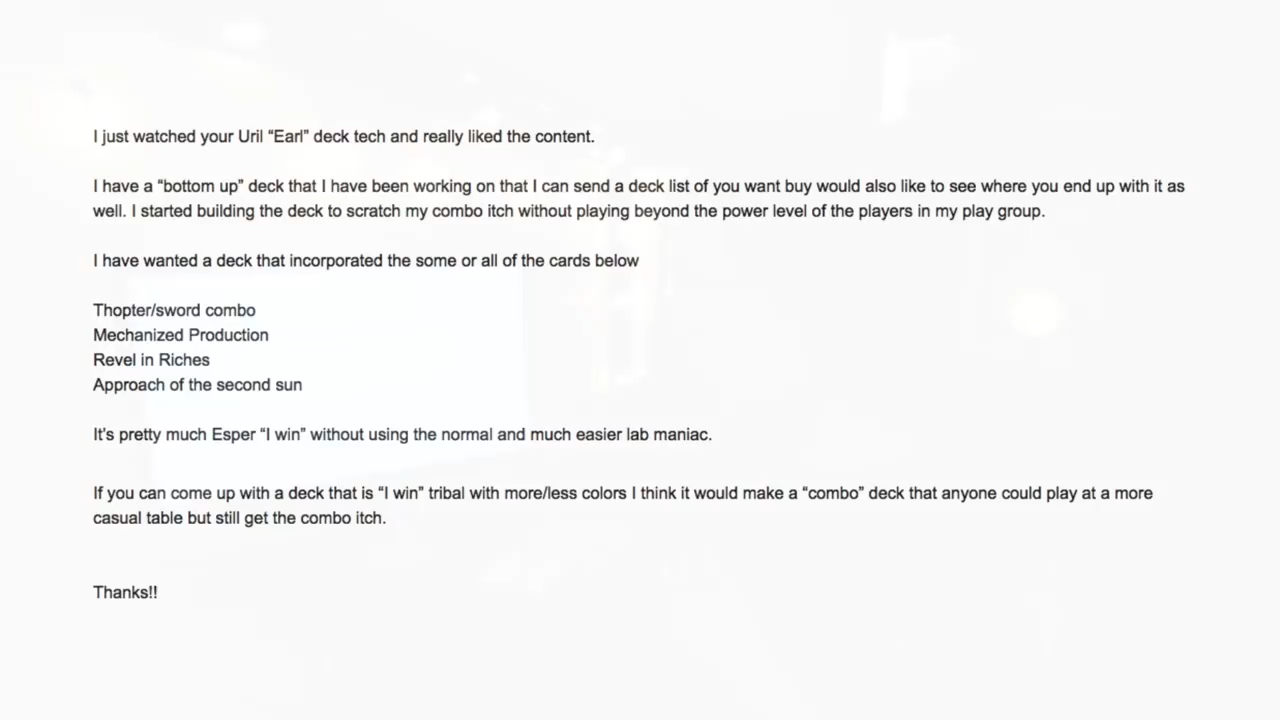 I just watched your Uril “Earl” deck tech and really liked the content.
I have a “bottom up” deck that I have been working on that I can send a deck list of you want buy would also like to see where you end up with it as
well. I started building the deck to scratch my combo itch without playing beyond the power level of the players in my play group.
I have wanted a deck that incorporated the some or all of the cards below
Thopter/sword combo
Mechanized Production
Revel in Riches
Approach of the second sun
It's pretty much Esper “I win” without using the normal and much easier lab maniac.
If you can come up with a deck that is “I win” tribal with more/less colors I think it would make a “combo” deck that anyone could play at a more
casual table but still get the combo itch.
Thanks!!